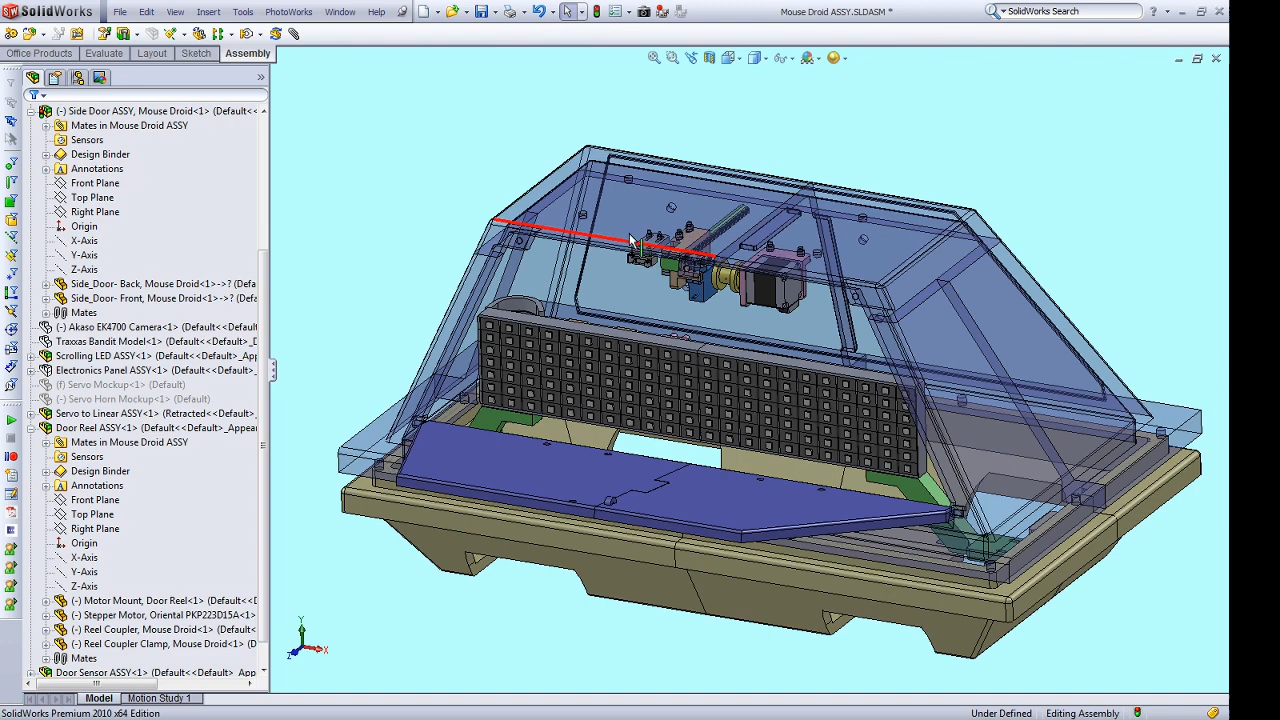 SolidWorks File Edit View Insert Tools PhotoWorks Window Help Mouse Droid ASSY.SLDASM * SolidWorks Search
Office Products Evaluate Layout Sketch Assembly
(-) Side Door ASSY, Mouse Droid<1> (Default<<
Mates in Mouse Droid ASSY
Sensors
Design Binder
Annotations
Front Plane
Top Plane
Right Plane
Origin
X-Axis
Y-Axis
Z-Axis
Side_Door- Back, Mouse Droid<1>->? (Defa
Side_Door- Front, Mouse Droid<1>->? (Def
Mates
(-) Akaso EK4700 Camera<1> (Default<<Defau
Traxxas Bandit Model<1> (Default<<Default>_D
Scrolling LED ASSY<1> (Default<Default>_App
Electronics Panel ASSY<1> (Default<Default_A
(f) Servo Mockup<1> (Default)
(-) Servo Horn Mockup<1> (Default)
Servo to Linear ASSY<1> (Retracted<Default_
Door Reel ASSY<1> (Default<Default>_Appear
Mates in Mouse Droid ASSY
Sensors
Design Binder
Annotations
Front Plane
Top Plane
Right Plane
Origin
X-Axis
Y-Axis
Z-Axis
(-) Motor Mount, Door Reel<1> (Default<<D
(-) Stepper Motor, Oriental PKP223D15A<1>
(-) Reel Coupler, Mouse Droid<1> (Default<
(-) Reel Coupler Clamp, Mouse Droid<1> (D
Mates
Door Sensor ASSY<1> (Default<Default> App
Y
X
Z
Model Motion Study 1
SolidWorks Premium 2010 x64 Edition Under Defined Editing Assembly